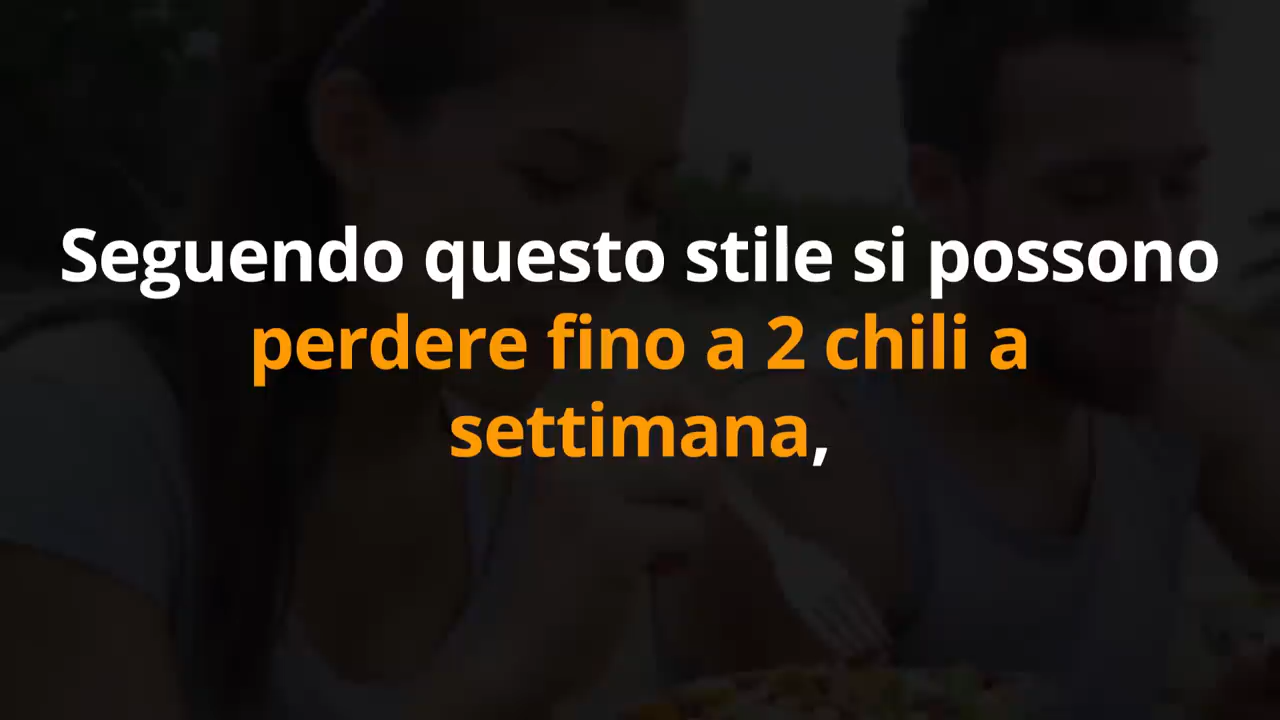 Seguendo questo stile si possono
perdere fino a 2 chili a
settimana,